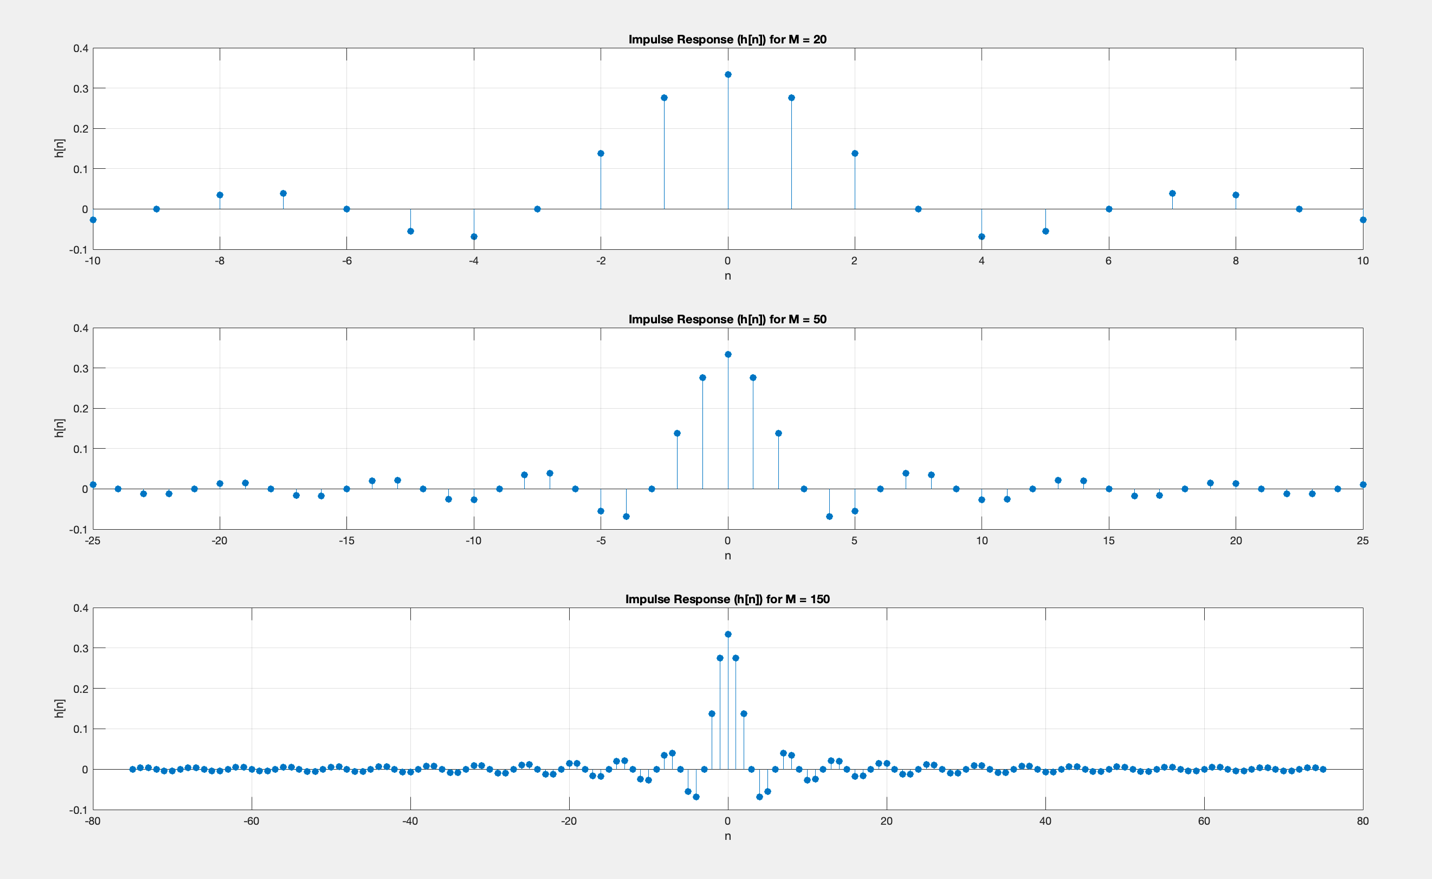 Impulse Response (h[n]) for M = 20
0.4
0.3
0.2
0.1
0
-0.1
h[n]
-10 -8 -6 -4 -2 0 2 4 6 8 10
n
Impulse Response (h[n]) for M = 50
0.4
0.3
0.2
0.1
0
-0.1
h[n]
-25 -20 -15 -10 -5 0 5 10 15 20 25
n
Impulse Response (h[n]) for M = 150
0.4
0.3
0.2
0.1
0
-0.1
h[n]
-80 -60 -40 -20 0 20 40 60 80
n